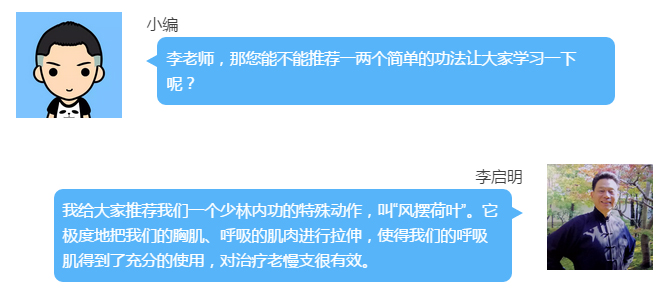 小编
李老师，那您能不能推荐一两个简单的功法让大家学习一下
呢？
李启明
我给大家推荐我们一个少林内功的特殊动作，叫“风摆荷叶”。它
极度地把我们的胸肌、呼吸的肌肉进行拉伸，使得我们的呼吸
肌得到了充分的使用，对治疗老慢支很有效。